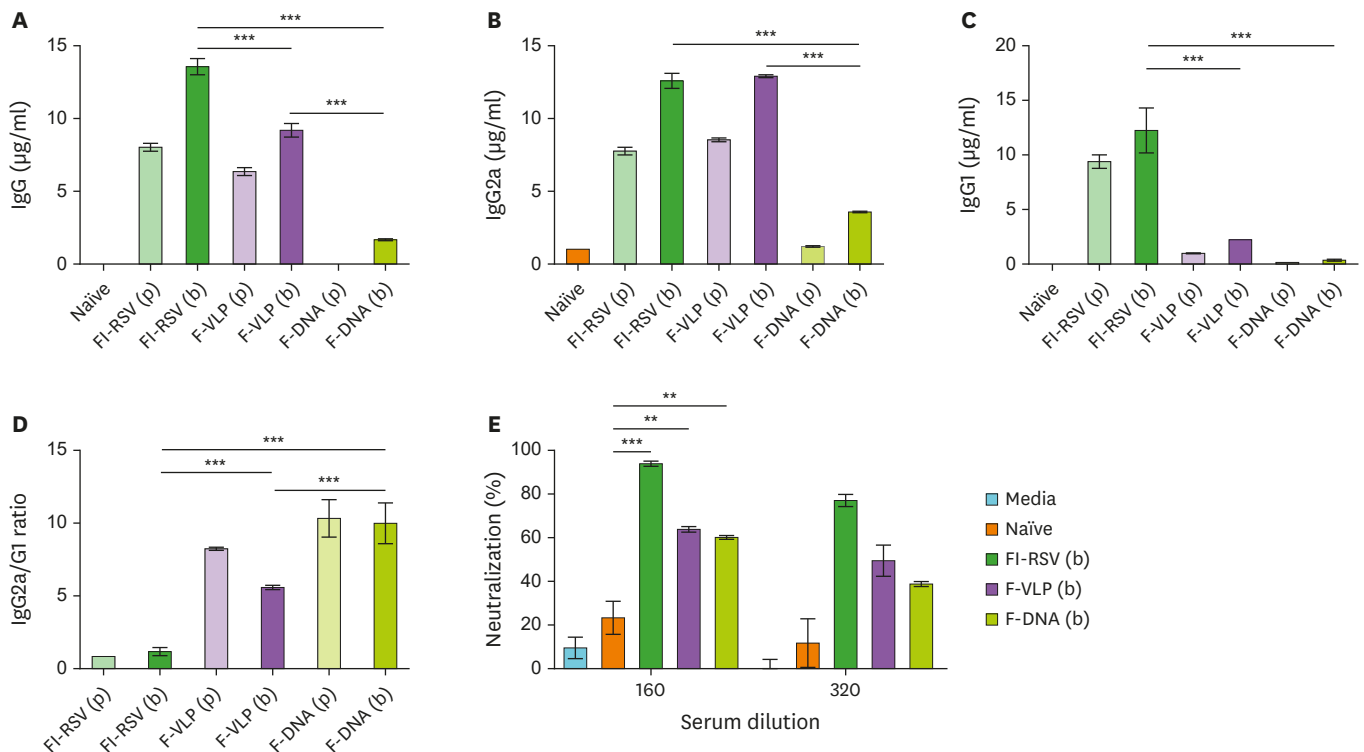 A
***
***
***
15
10
5
0
IgG (µg/ml)
Naïve
FI-RSV (p)
FI-RSV (b)
F-VLP (p)
F-VLP (b)
F-DNA (p)
F-DNA (b)
B
***
***
15
10
5
0
IgG2a (µg/ml)
Naïve
FI-RSV (p)
FI-RSV (b)
F-VLP (p)
F-VLP (b)
F-DNA (p)
F-DNA (b)
C
***
***
20
15
10
5
0
IgG1 (µg/ml)
Naïve
FI-RSV (p)
FI-RSV (b)
F-VLP (p)
F-VLP (b)
F-DNA (p)
F-DNA (b)
D
***
***
***
15
10
5
0
IgG2a/G1 ratio
FI-RSV (p)
FI-RSV (b)
F-VLP (p)
F-VLP (b)
F-DNA (p)
F-DNA (b)
E
**
**
***
100
80
60
40
20
0
Neutralization (%)
160
320
Serum dilution
Media
Naïve
FI-RSV (b)
F-VLP (b)
F-DNA (b)